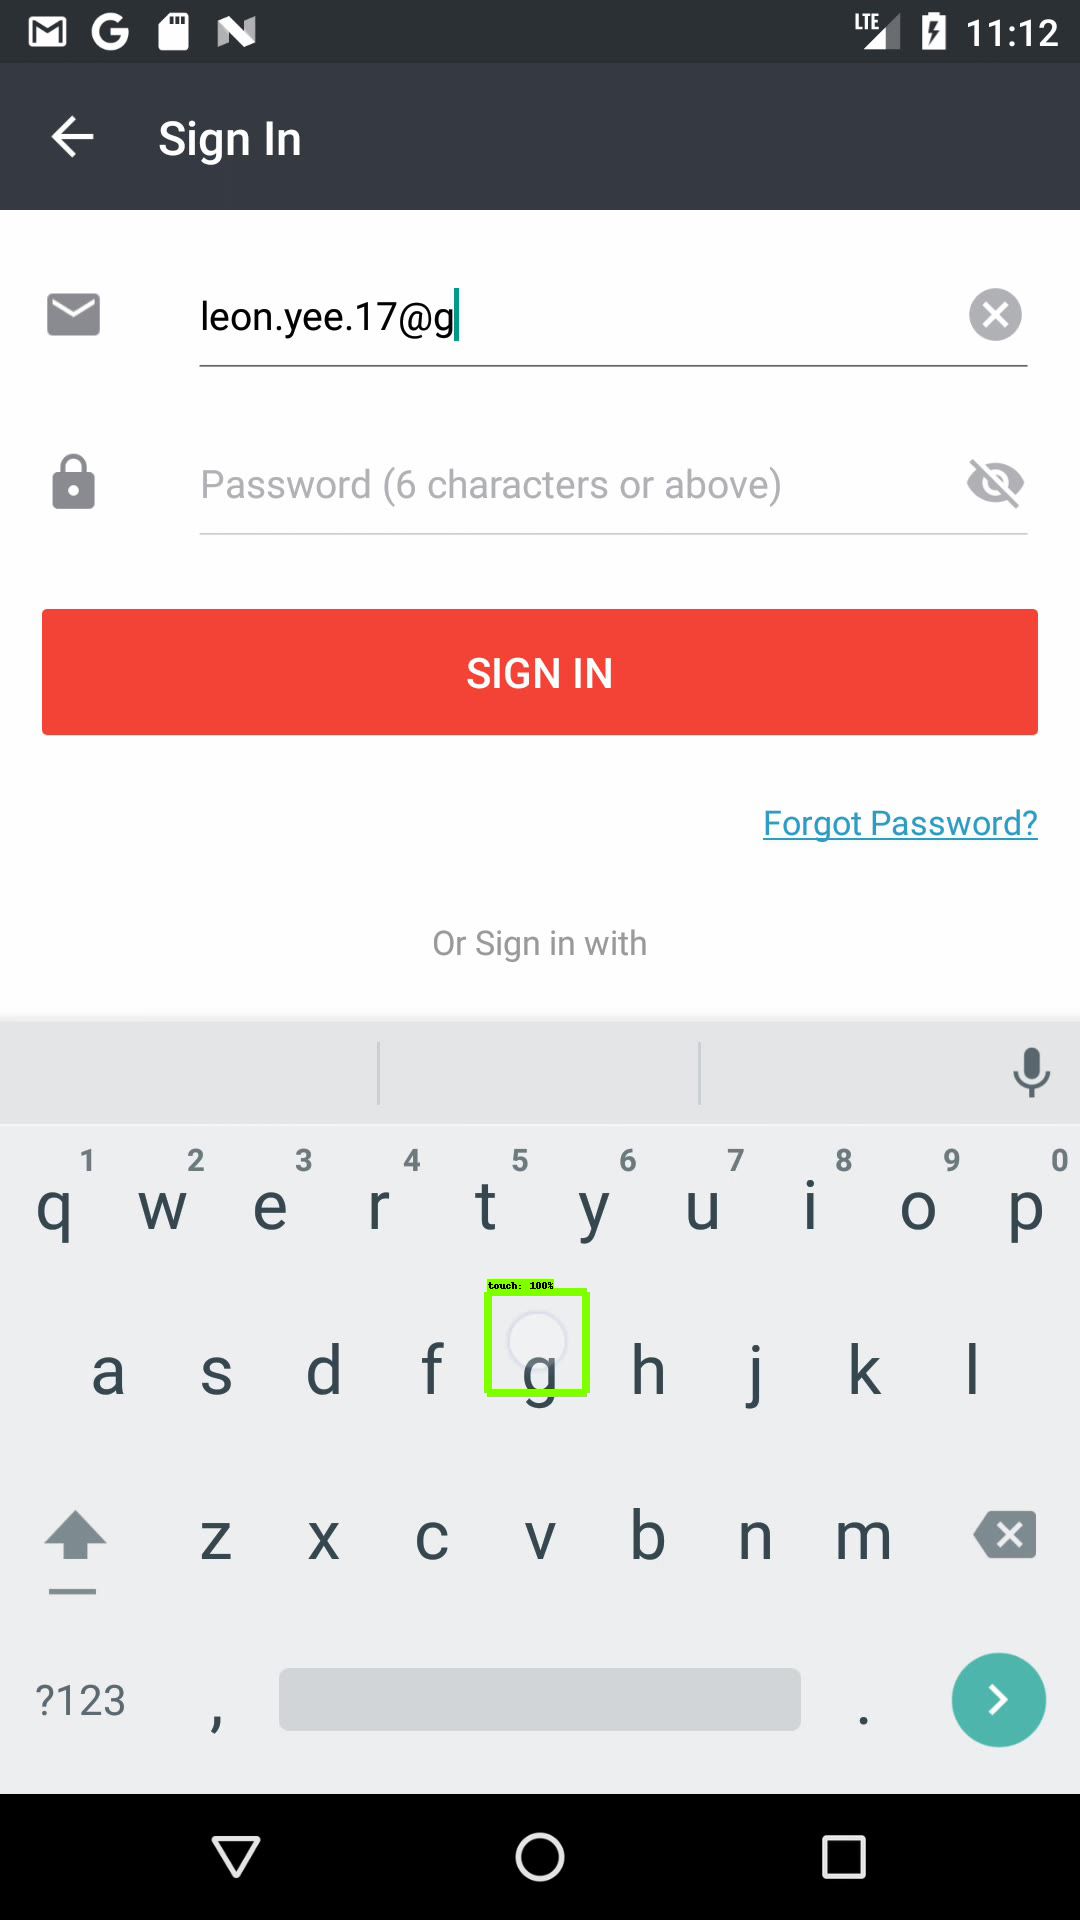 LTE 11:12
Sign In
leon.yee.17@g
Password (6 characters or above)
SIGN IN
Forgot Password?
Or Sign in with
1 2 3 4 5 6 7 8 9 0
q w e r t y u i o p
touch: 100%
a s d f g h j k l
z x c v b n m
?123 , .